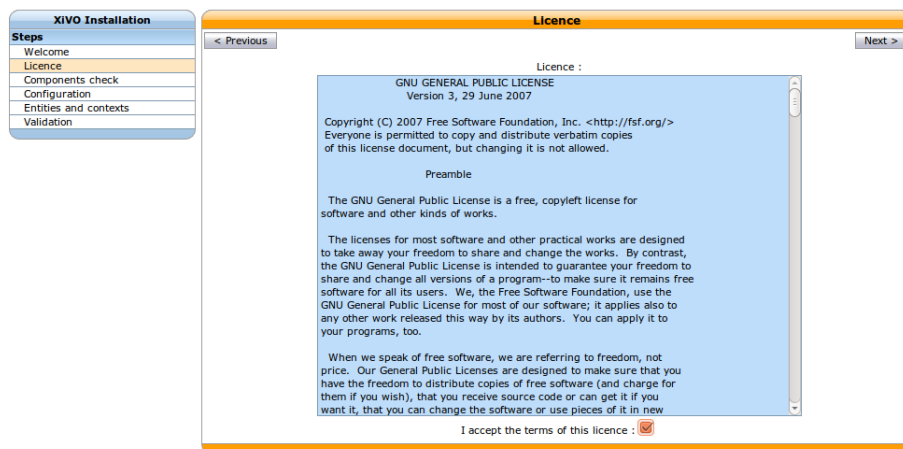 XiVO Installation
Steps
Welcome
Licence
Components check
Configuration
Entities and contexts
Validation
Licence
< Previous
Next >
Licence :
GNU GENERAL PUBLIC LICENSE
Version 3, 29 June 2007
Copyright (C) 2007 Free Software Foundation, Inc. <http://fsf.org/>
Everyone is permitted to copy and distribute verbatim copies
of this license document, but changing it is not allowed.
Preamble
The GNU General Public License is a free, copyleft license for
software and other kinds of works.
The licenses for most software and other practical works are designed
to take away your freedom to share and change the works. By contrast,
the GNU General Public License is intended to guarantee your freedom to
share and change all versions of a program--to make sure it remains free
software for all its users. We, the Free Software Foundation, use the
GNU General Public License for most of our software; it applies also to
any other work released this way by its authors. You can apply it to
your programs, too.
When we speak of free software, we are referring to freedom, not
price. Our General Public Licenses are designed to make sure that you
have the freedom to distribute copies of free software (and charge for
them if you wish), that you receive source code or can get it if you
want it, that you can change the software or use pieces of it in new
I accept the terms of this licence :